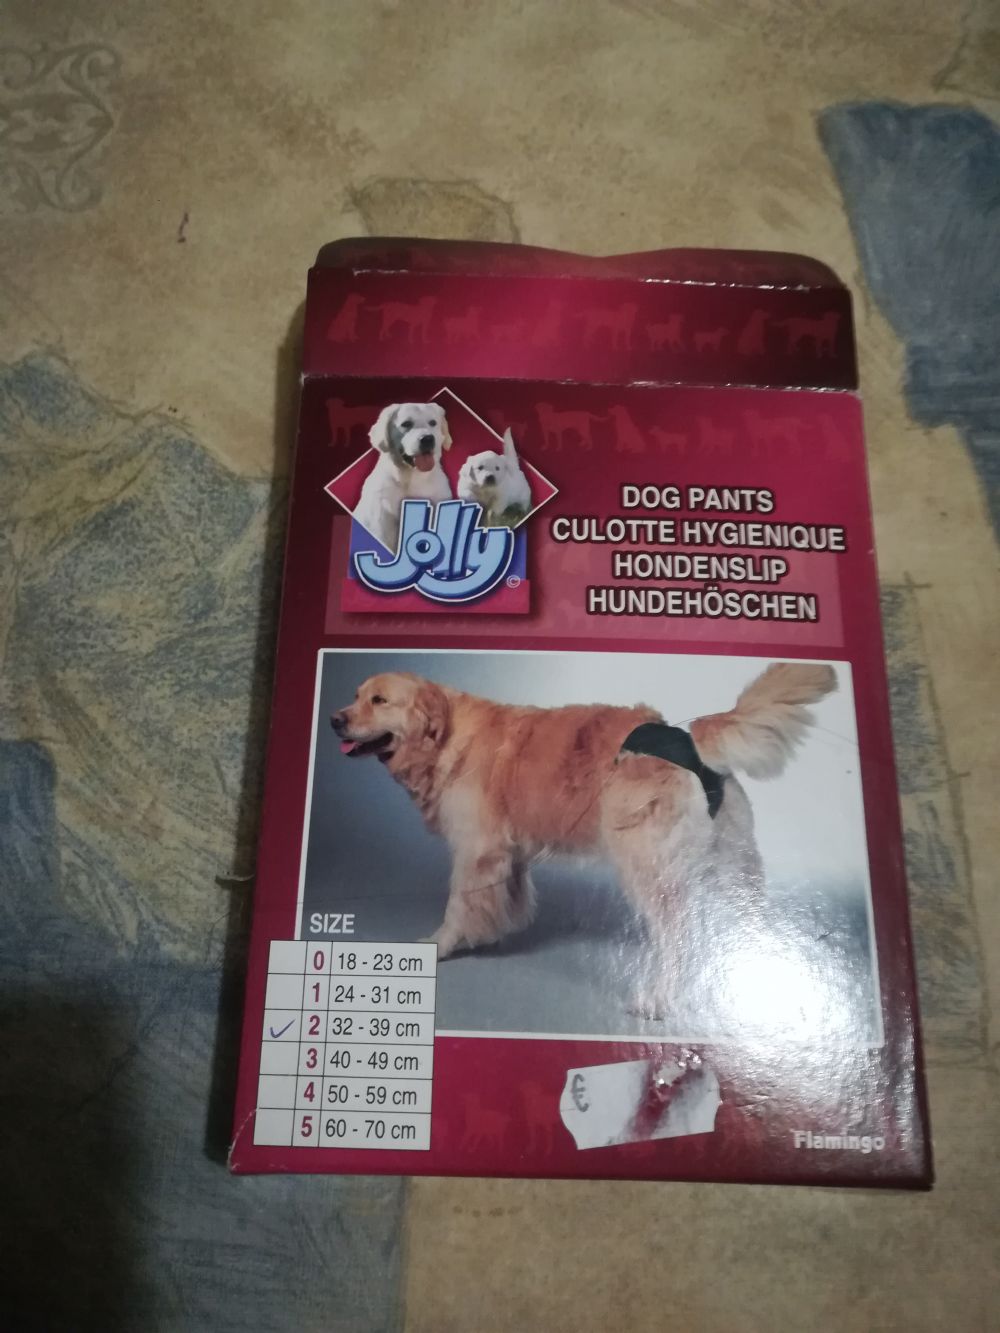 Jolly ©
DOG PANTS
CULOTTE HYGIENIQUE
HONDENSLIP
HUNDEHÖSCHEN
SIZE
0 18 - 23 cm
1 24 - 31 cm
✓ 2 32 - 39 cm
3 40 - 49 cm
4 50 - 59 cm
5 60 - 70 cm
€
Flamingo